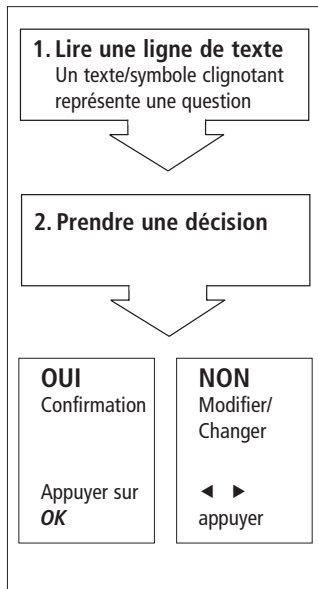 1. Lire une ligne de texte
Un texte/symbole clignotant
représente une question
2. Prendre une décision
OUI
Confirmation
Appuyer sur
OK
NON
Modifier/
Changer
◄ ►
appuyer